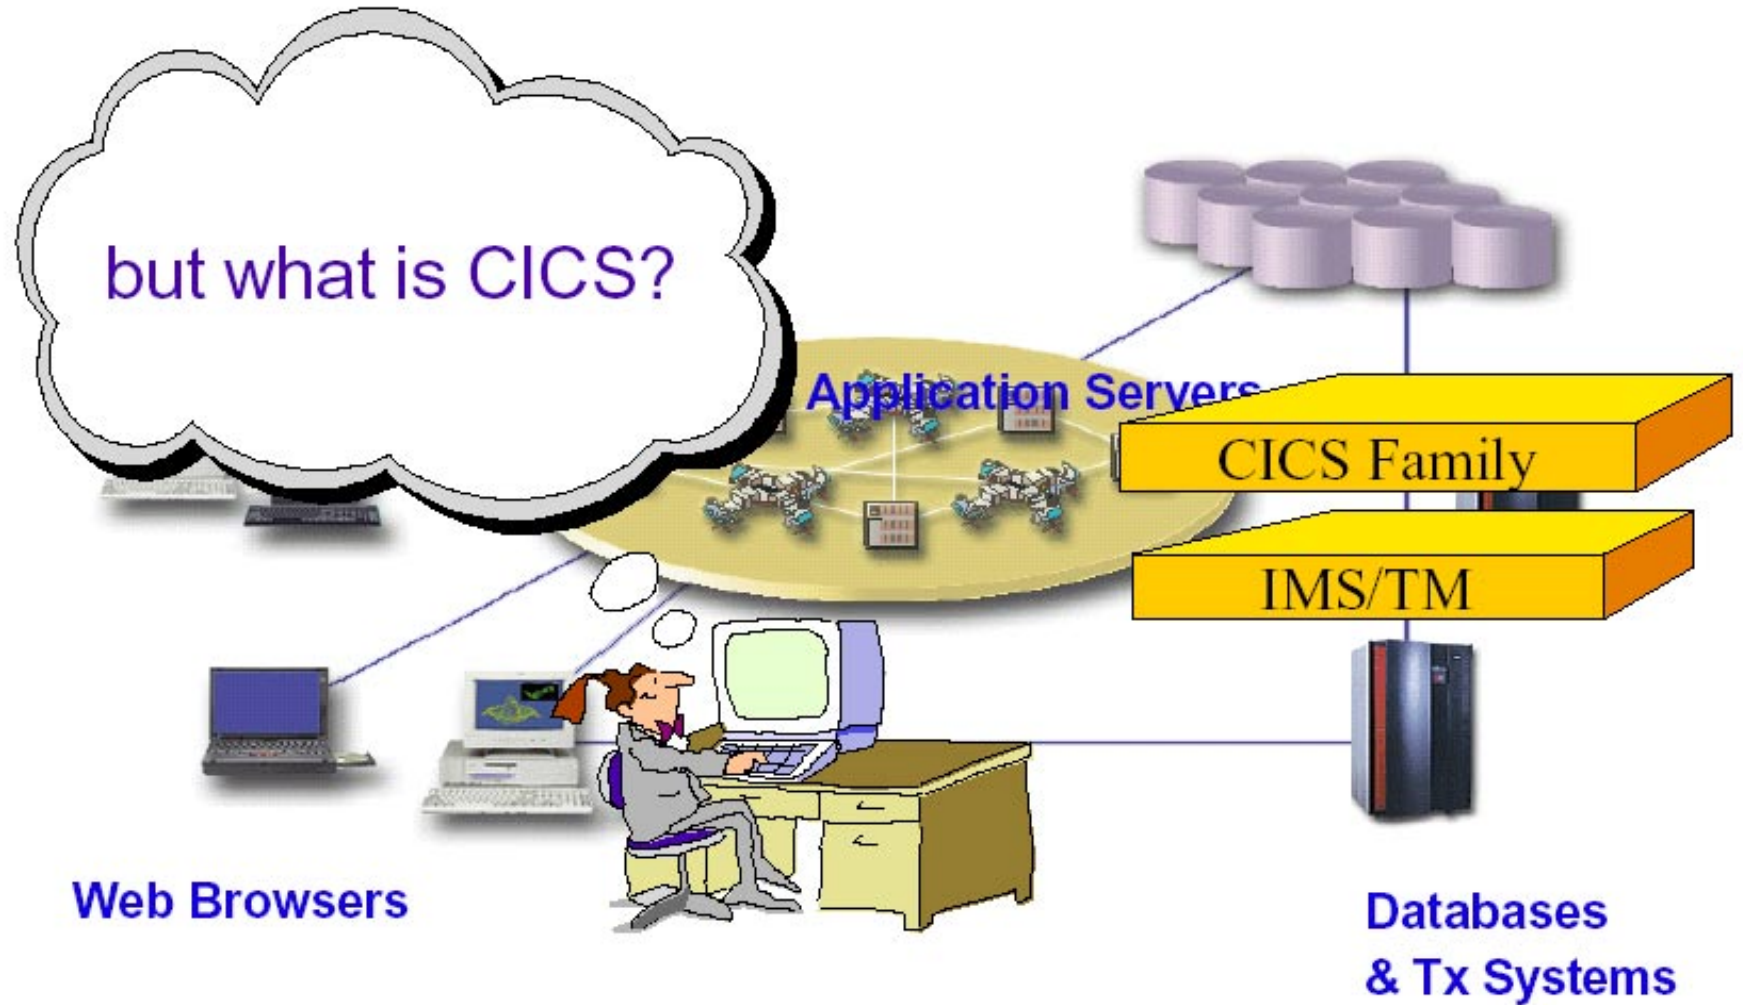 but what is CICS?
Application Servers
CICS Family
IMS/TM
Web Browsers
Databases
& Tx Systems